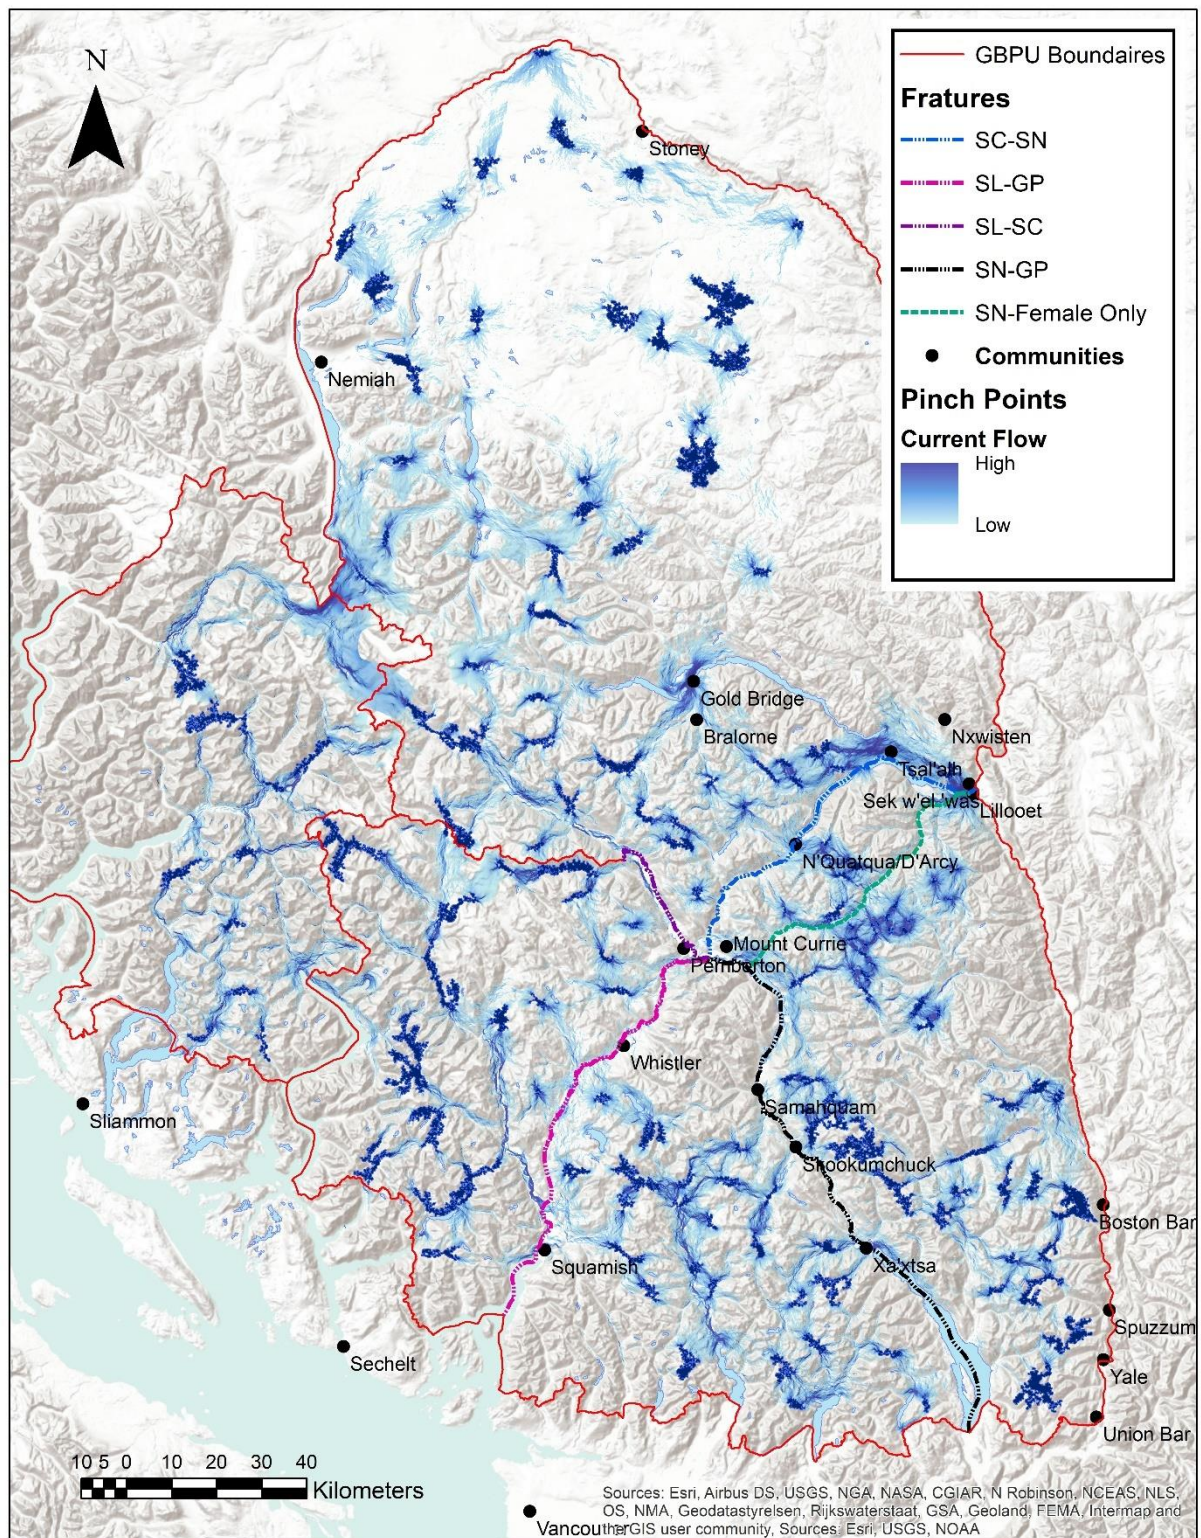 N
GBPU Boundaires
Fratures
SC-SN
SL-GP
SL-SC
SN-GP
SN-Female Only
Communities
Pinch Points
Current Flow
High
Low
Stoney
Nemiah
Gold Bridge
Bralorne
Nxwisten
Tsal'alh
Sek w'el 'was
Lillooet
N'Quatqua/D'Arcy
Mount Currie
Pemberton
Whistler
Samahquam
Sliammon
Skookumchuck
Boston Bar
Squamish
Xa'xtsa
Spuzzum
Sechelt
Yale
Union Bar
10 5 0 10 20 30 40
Kilometers
Vancouver
Sources: Esri, Airbus DS, USGS, NGA, NASA, CGIAR, N Robinson, NCEAS, NLS,
OS, NMA, Geodatastyrelsen, Rijkswaterstaat, GSA, Geoland, FEMA, Intermap and
the GIS user community, Sources: Esri, USGS, NOAA